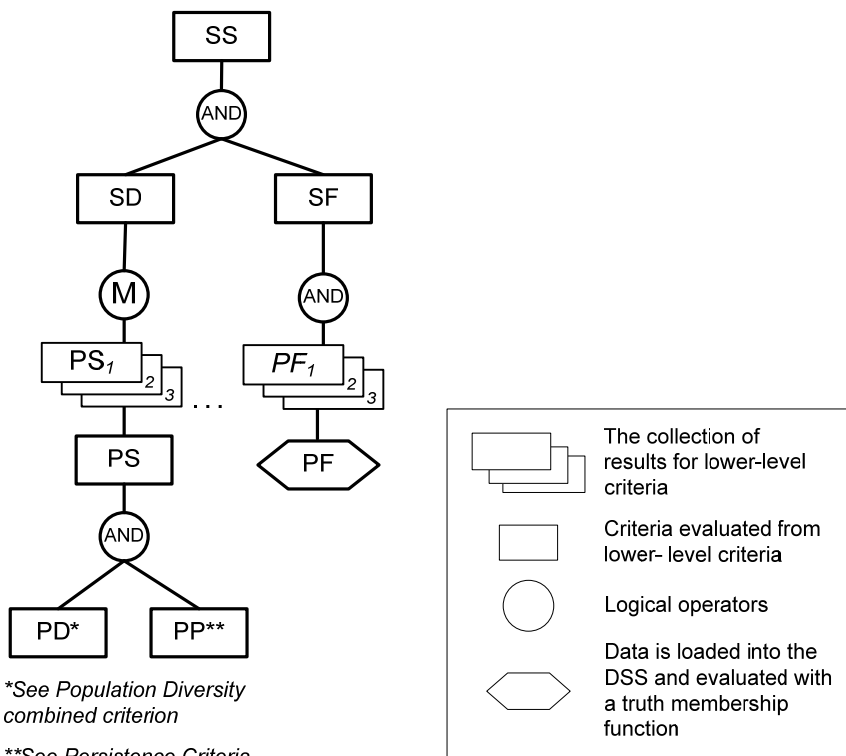 SS
AND
SD
SF
M
AND
PS1
2
3
...
PF1
2
3
PS
PF
AND
PD*
PP**
*See Population Diversity
combined criterion
**See Persistence Criteria
The collection of
results for lower-level
criteria
Criteria evaluated from
lower- level criteria
Logical operators
Data is loaded into the
DSS and evaluated with
a truth membership
function